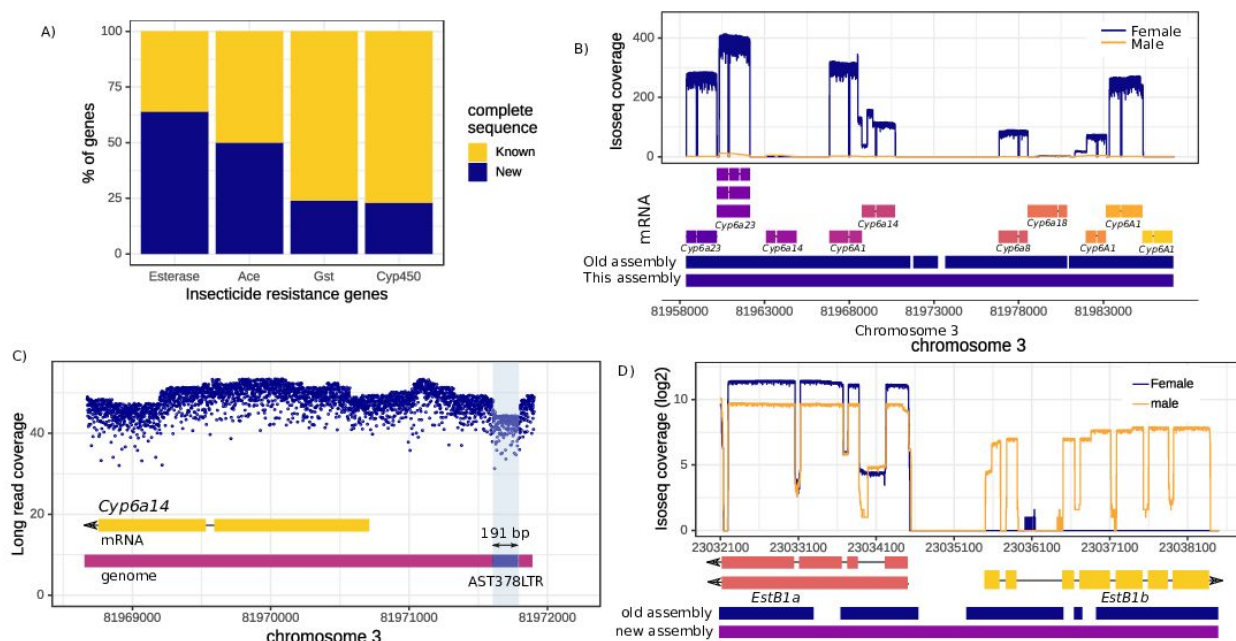 A)
100
75
50
25
0
% of genes
Esterase Ace Gst Cyp450
Insecticide resistance genes
complete
sequence
Known
New
B)
Isoseq coverage
400
200
0
Female
Male
mRNA
Cyp6a23
Cyp6a14
Cyp6a18
Cyp6A1
Cyp6a23
Cyp6a14
Cyp6A1
Cyp6a8
Cyp6A1
Cyp6A1
Old assembly
This assembly
81958000 81963000 81968000 81973000 81978000 81983000
Chromosome 3
chromosome 3
C)
Long read coverage
40
20
0
Cyp6a14
mRNA
genome
191 bp
AST378LTR
81969000 81970000 81971000 81972000
chromosome 3
D)
Isoseq coverage (log2)
10
5
0
Female
male
23032100 23033100 23034100 23035100 23036100 23037100 23038100
EstB1a EstB1b
old assembly
new assembly